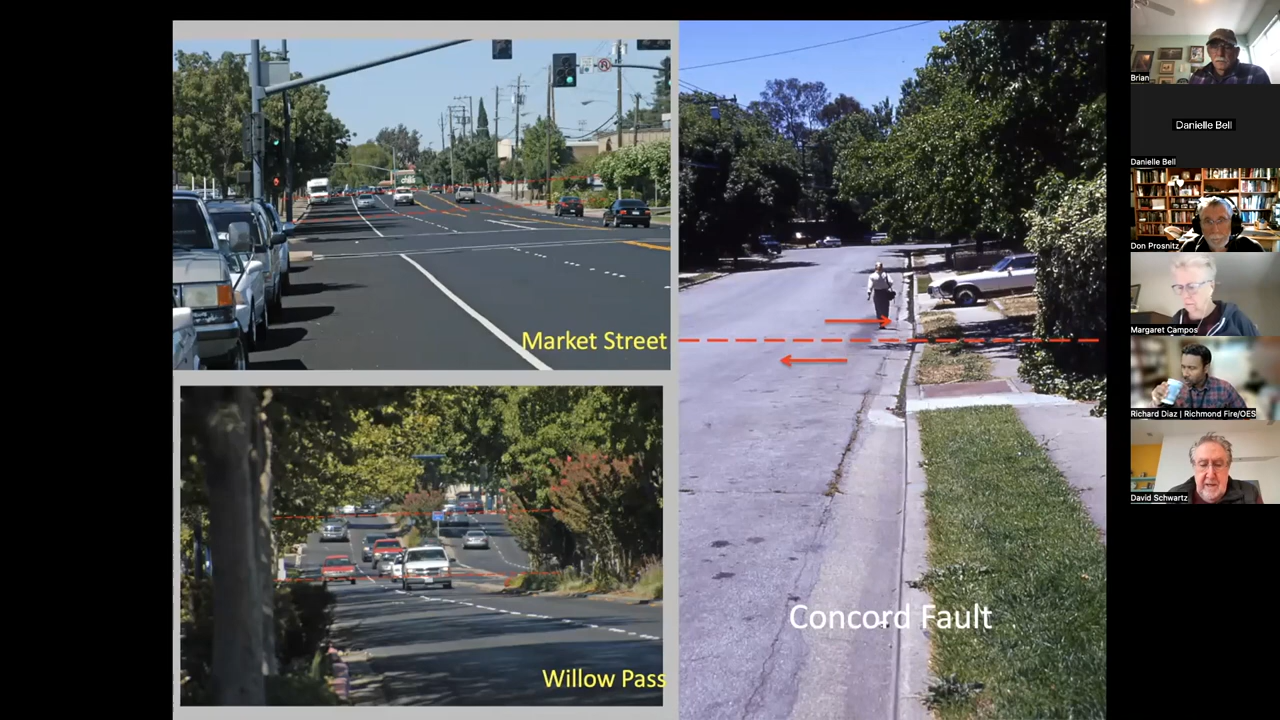 Market Street
Willow Pass
Concord Fault
chilis
Brian
Danielle Bell
Danielle Bell
Don Prosnitz
Margaret Campos
Richard Diaz | Richmond Fire/OES
David Schwartz